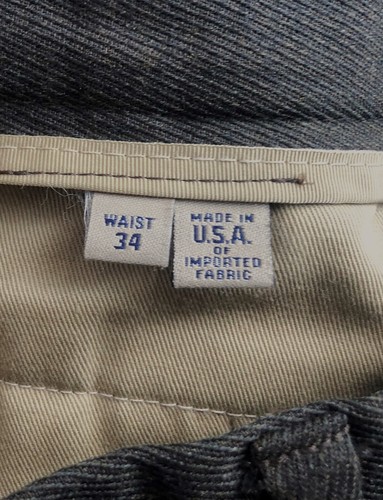 WAIST
34
MADE IN
U.S.A.
OF
IMPORTED
FABRIC